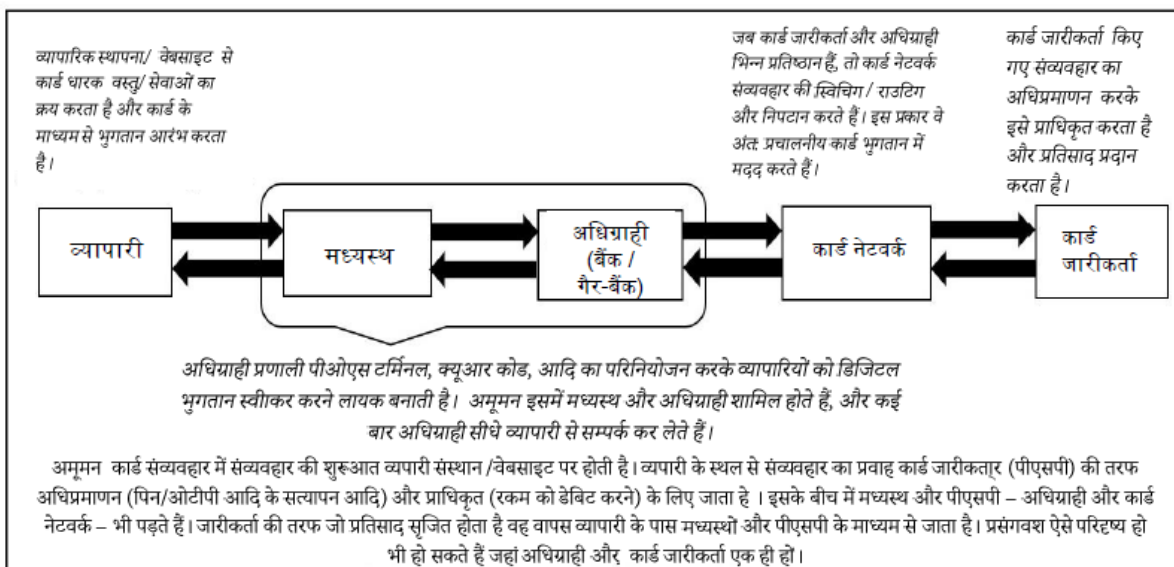 व्यापारिक स्थापना/ वेबसाइट से
कार्ड धारक वस्तु/ सेवाओं का
क्रय करता है और कार्ड के
माध्यम से भुगतान आरंभ करता
है।
जब कार्ड जारीकर्ता और अधिग्राही
भिन्न प्रतिष्ठान हैं, तो कार्ड नेटवर्क
संव्यवहार की स्विचिग / राउटिग
और निपटान करते हैं। इस प्रकार वे
अंत: प्रचालनीय कार्ड भुगतान में
मदद करते हैं।
कार्ड जारीकर्ता किए
गए संव्यवहार का
अधिप्रमाणन करके
इसे प्राधिकृत करता है
और प्रतिसाद प्रदान
करता है।
व्यापारी
मध्यस्थ
अधिग्राही
(बैंक /
गैर-बैंक)
कार्ड नेटवर्क
कार्ड
जारीकर्ता
अधिग्राही प्रणाली पीओएस टर्मिनल, क्यूआर कोड, आदि का परिनियोजन करके व्यापारियों को डिजिटल
भुगतान स्वीाकर करने लायक बनाती है। अमूमन इसमें मध्यस्थ और अधिग्राही शामिल होते हैं, और कई
बार अधिग्राही सीधे व्यापारी से सम्पर्क कर लेते हैं।
अमूमन कार्ड संव्यवहार में संव्यवहार की शुरूआत व्यपारी संस्थान /वेबसाइट पर होती है। व्यापारी के स्थल से संव्यवहार का प्रवाह कार्ड जारीकतार् (पीएसपी) की तरफ
अधिप्रमाणन (पिन/ओटीपी आदि के सत्यापन आदि) और प्राधिकृत (रकम को डेबिट करने) के लिए जाता हे । इसके बीच में मध्यस्थ और पीएसपी – अधिग्राही और कार्ड
नेटवर्क – भी पड़ते हैं। जारीकर्ता की तरफ जो प्रतिसाद सृजित होता है वह वापस व्यापारी के पास मध्यस्थों और पीएसपी के माध्यम से जाता है। प्रसंगवश ऐसे परिदृष्य हो
भी हो सकते हैं जहां अधिग्राही और कार्ड जारीकर्ता एक ही हों।